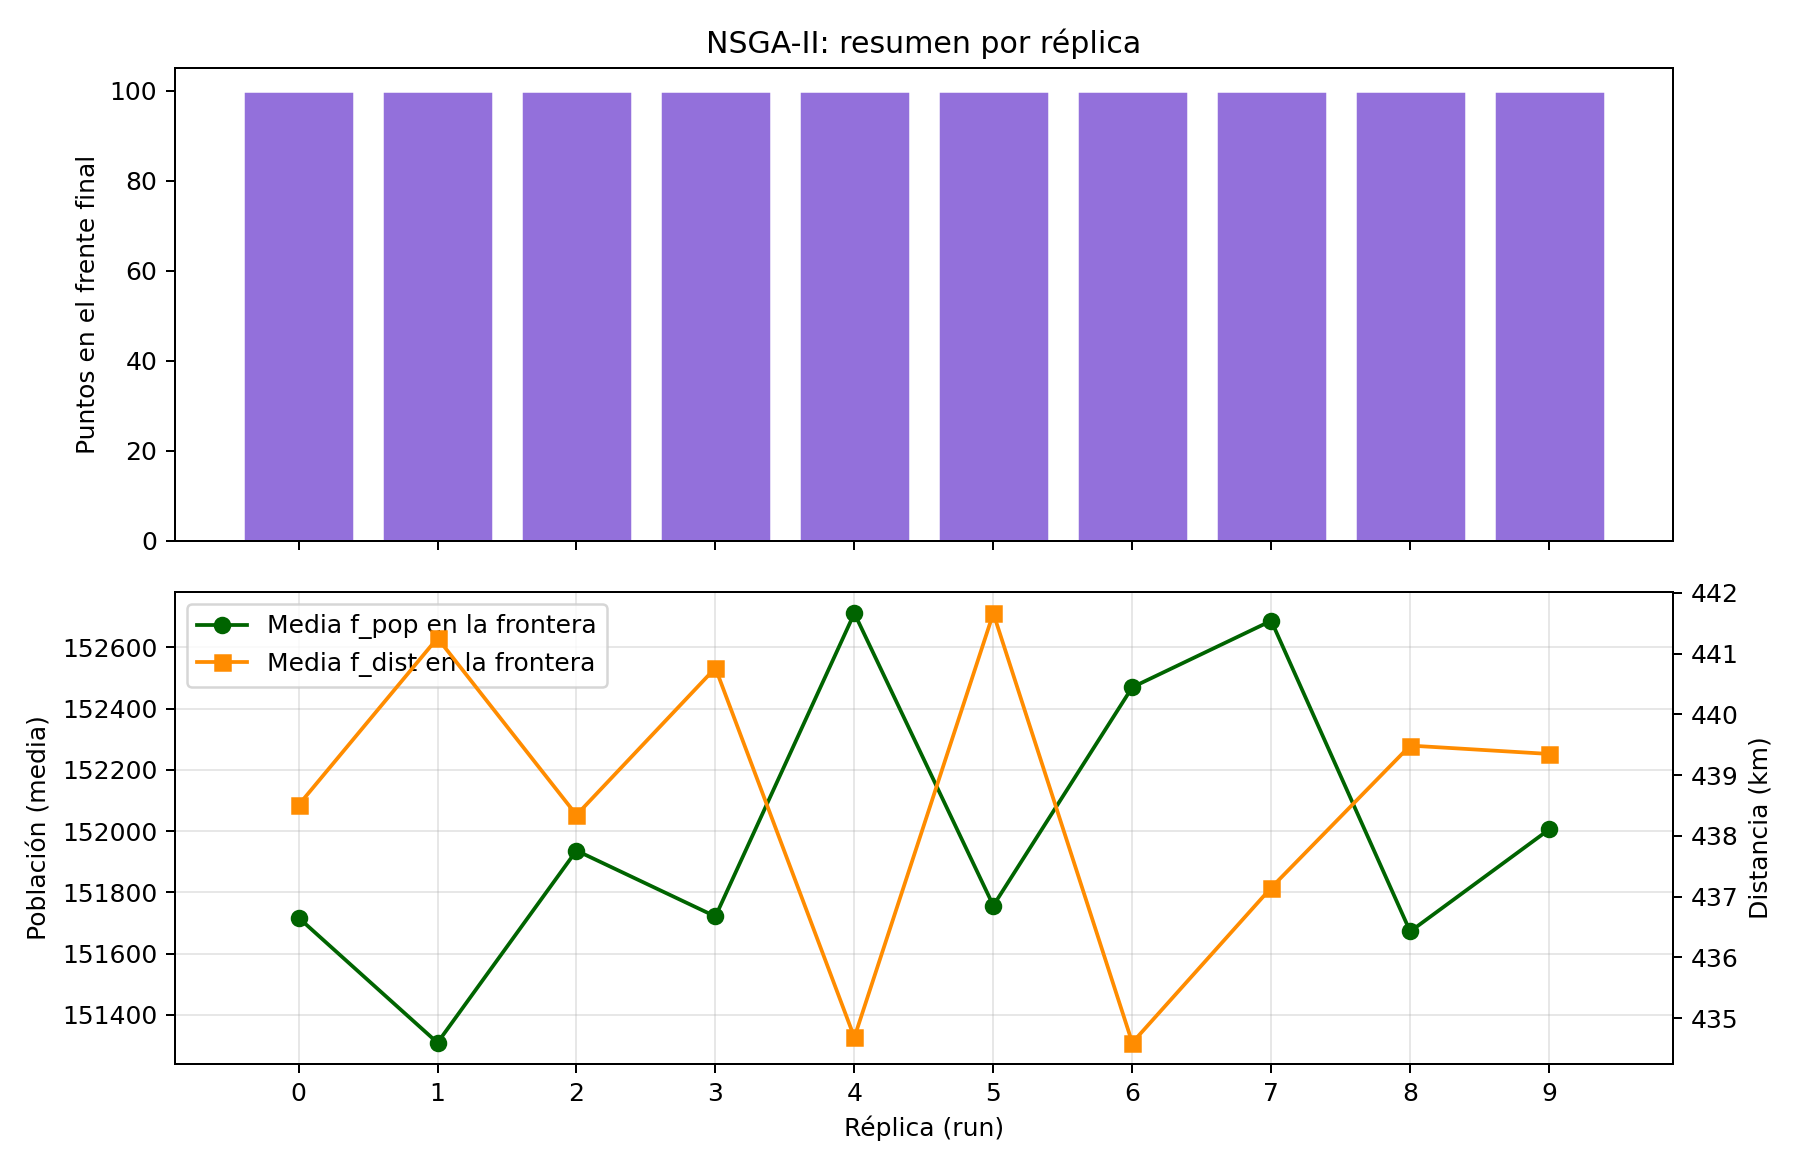 NSGA-II: resumen por réplica
Puntos en el frente final
100
80
60
40
20
0
Media f_pop en la frontera
Media f_dist en la frontera
Población (media)
152600
152400
152200
152000
151800
151600
151400
442
441
440
439
438
437
436
435
Distancia (km)
0 1 2 3 4 5 6 7 8 9
Réplica (run)